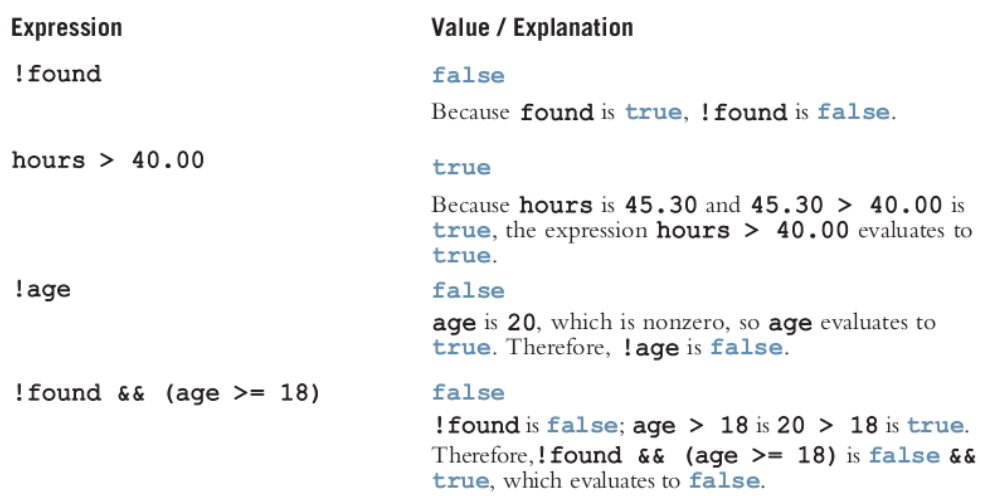 Expression Value / Explanation
!found false
Because found is true, !found is false.
hours > 40.00 true
Because hours is 45.30 and 45.30 > 40.00 is
true, the expression hours > 40.00 evaluates to
true.
!age false
age is 20, which is nonzero, so age evaluates to
true. Therefore, !age is false.
!found && (age >= 18) false
!found is false; age > 18 is 20 > 18 is true.
Therefore,!found && (age >= 18) is false &&
true, which evaluates to false.